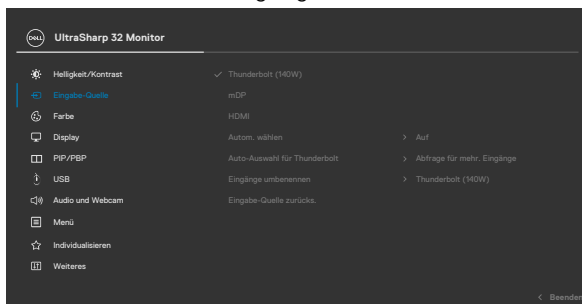 DELL UltraSharp 32 Monitor
Helligkeit/Kontrast ✓ Thunderbolt (140W)
Eingabe-Quelle mDP
Farbe HDMI
Display Autom. wählen > Auf
PIP/PBP Auto-Auswahl für Thunderbolt > Abfrage für mehr. Eingänge
USB Eingänge umbenennen > Thunderbolt (140W)
Audio und Webcam Eingabe-Quelle zurücks.
Menü
Individualisieren
Weiteres
< Beenden